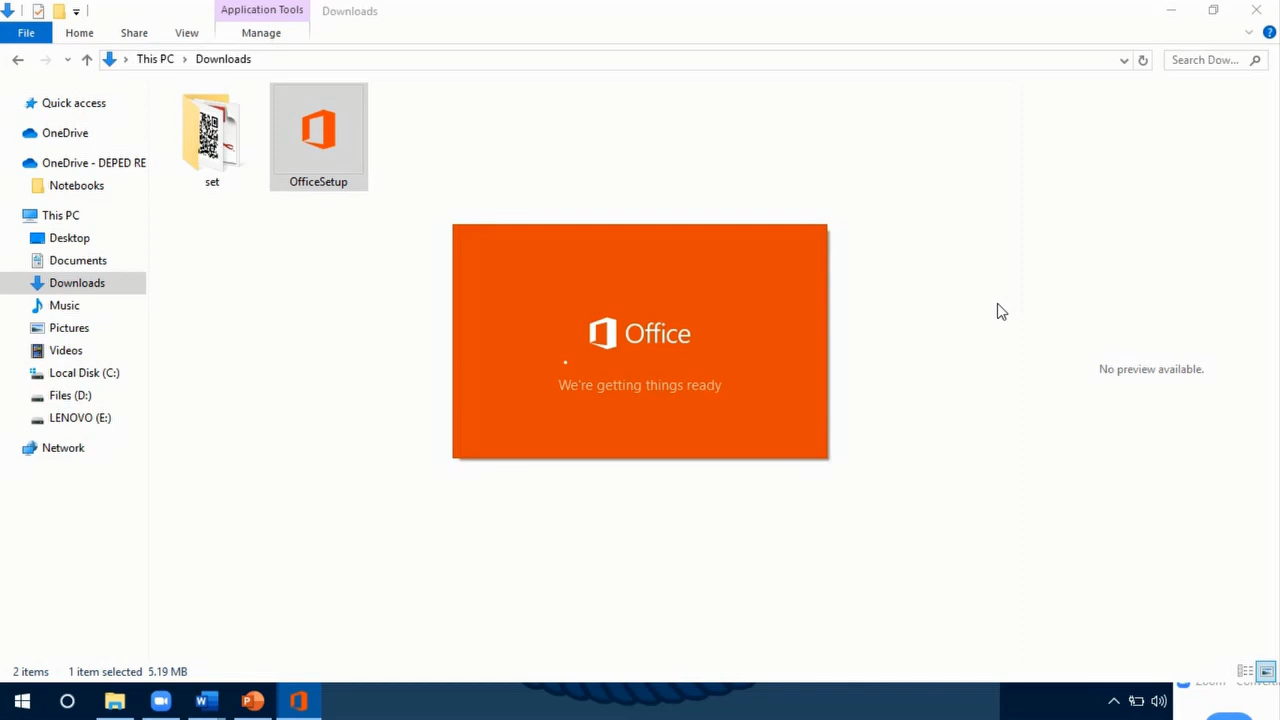 Application Tools
Downloads
File
Home
Share
View
Manage
This PC
Downloads
Search Dow...
Quick access
OneDrive
OneDrive - DEPED RE
Notebooks
This PC
Desktop
Documents
Downloads
Music
Pictures
Videos
Local Disk (C:)
Files (D:)
LENOVO (E:)
Network
set
OfficeSetup
Office
We're getting things ready
No preview available.
2 items
1 item selected 5.19 MB